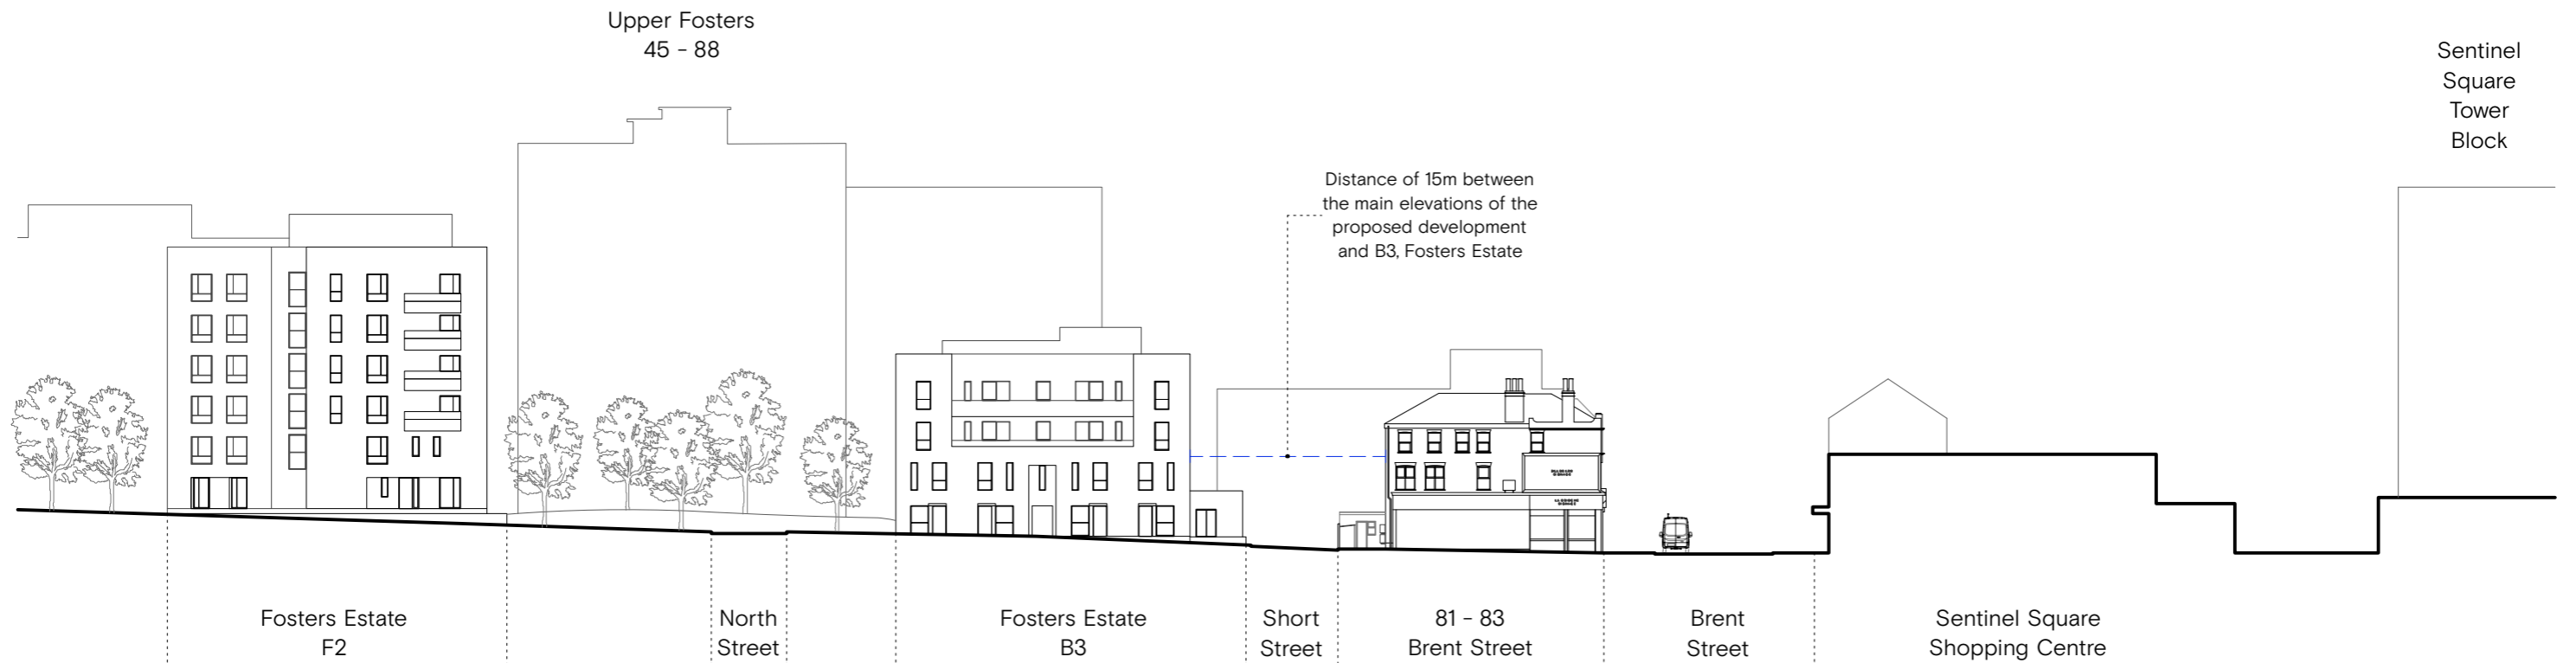 Upper Fosters
45 - 88
Sentinel
Square
Tower
Block
Distance of 15m between
the main elevations of the
proposed development
and B3, Fosters Estate
Fosters Estate
F2
North
Street
Fosters Estate
B3
Short
Street
81 - 83
Brent Street
Brent
Street
Sentinel Square
Shopping Centre